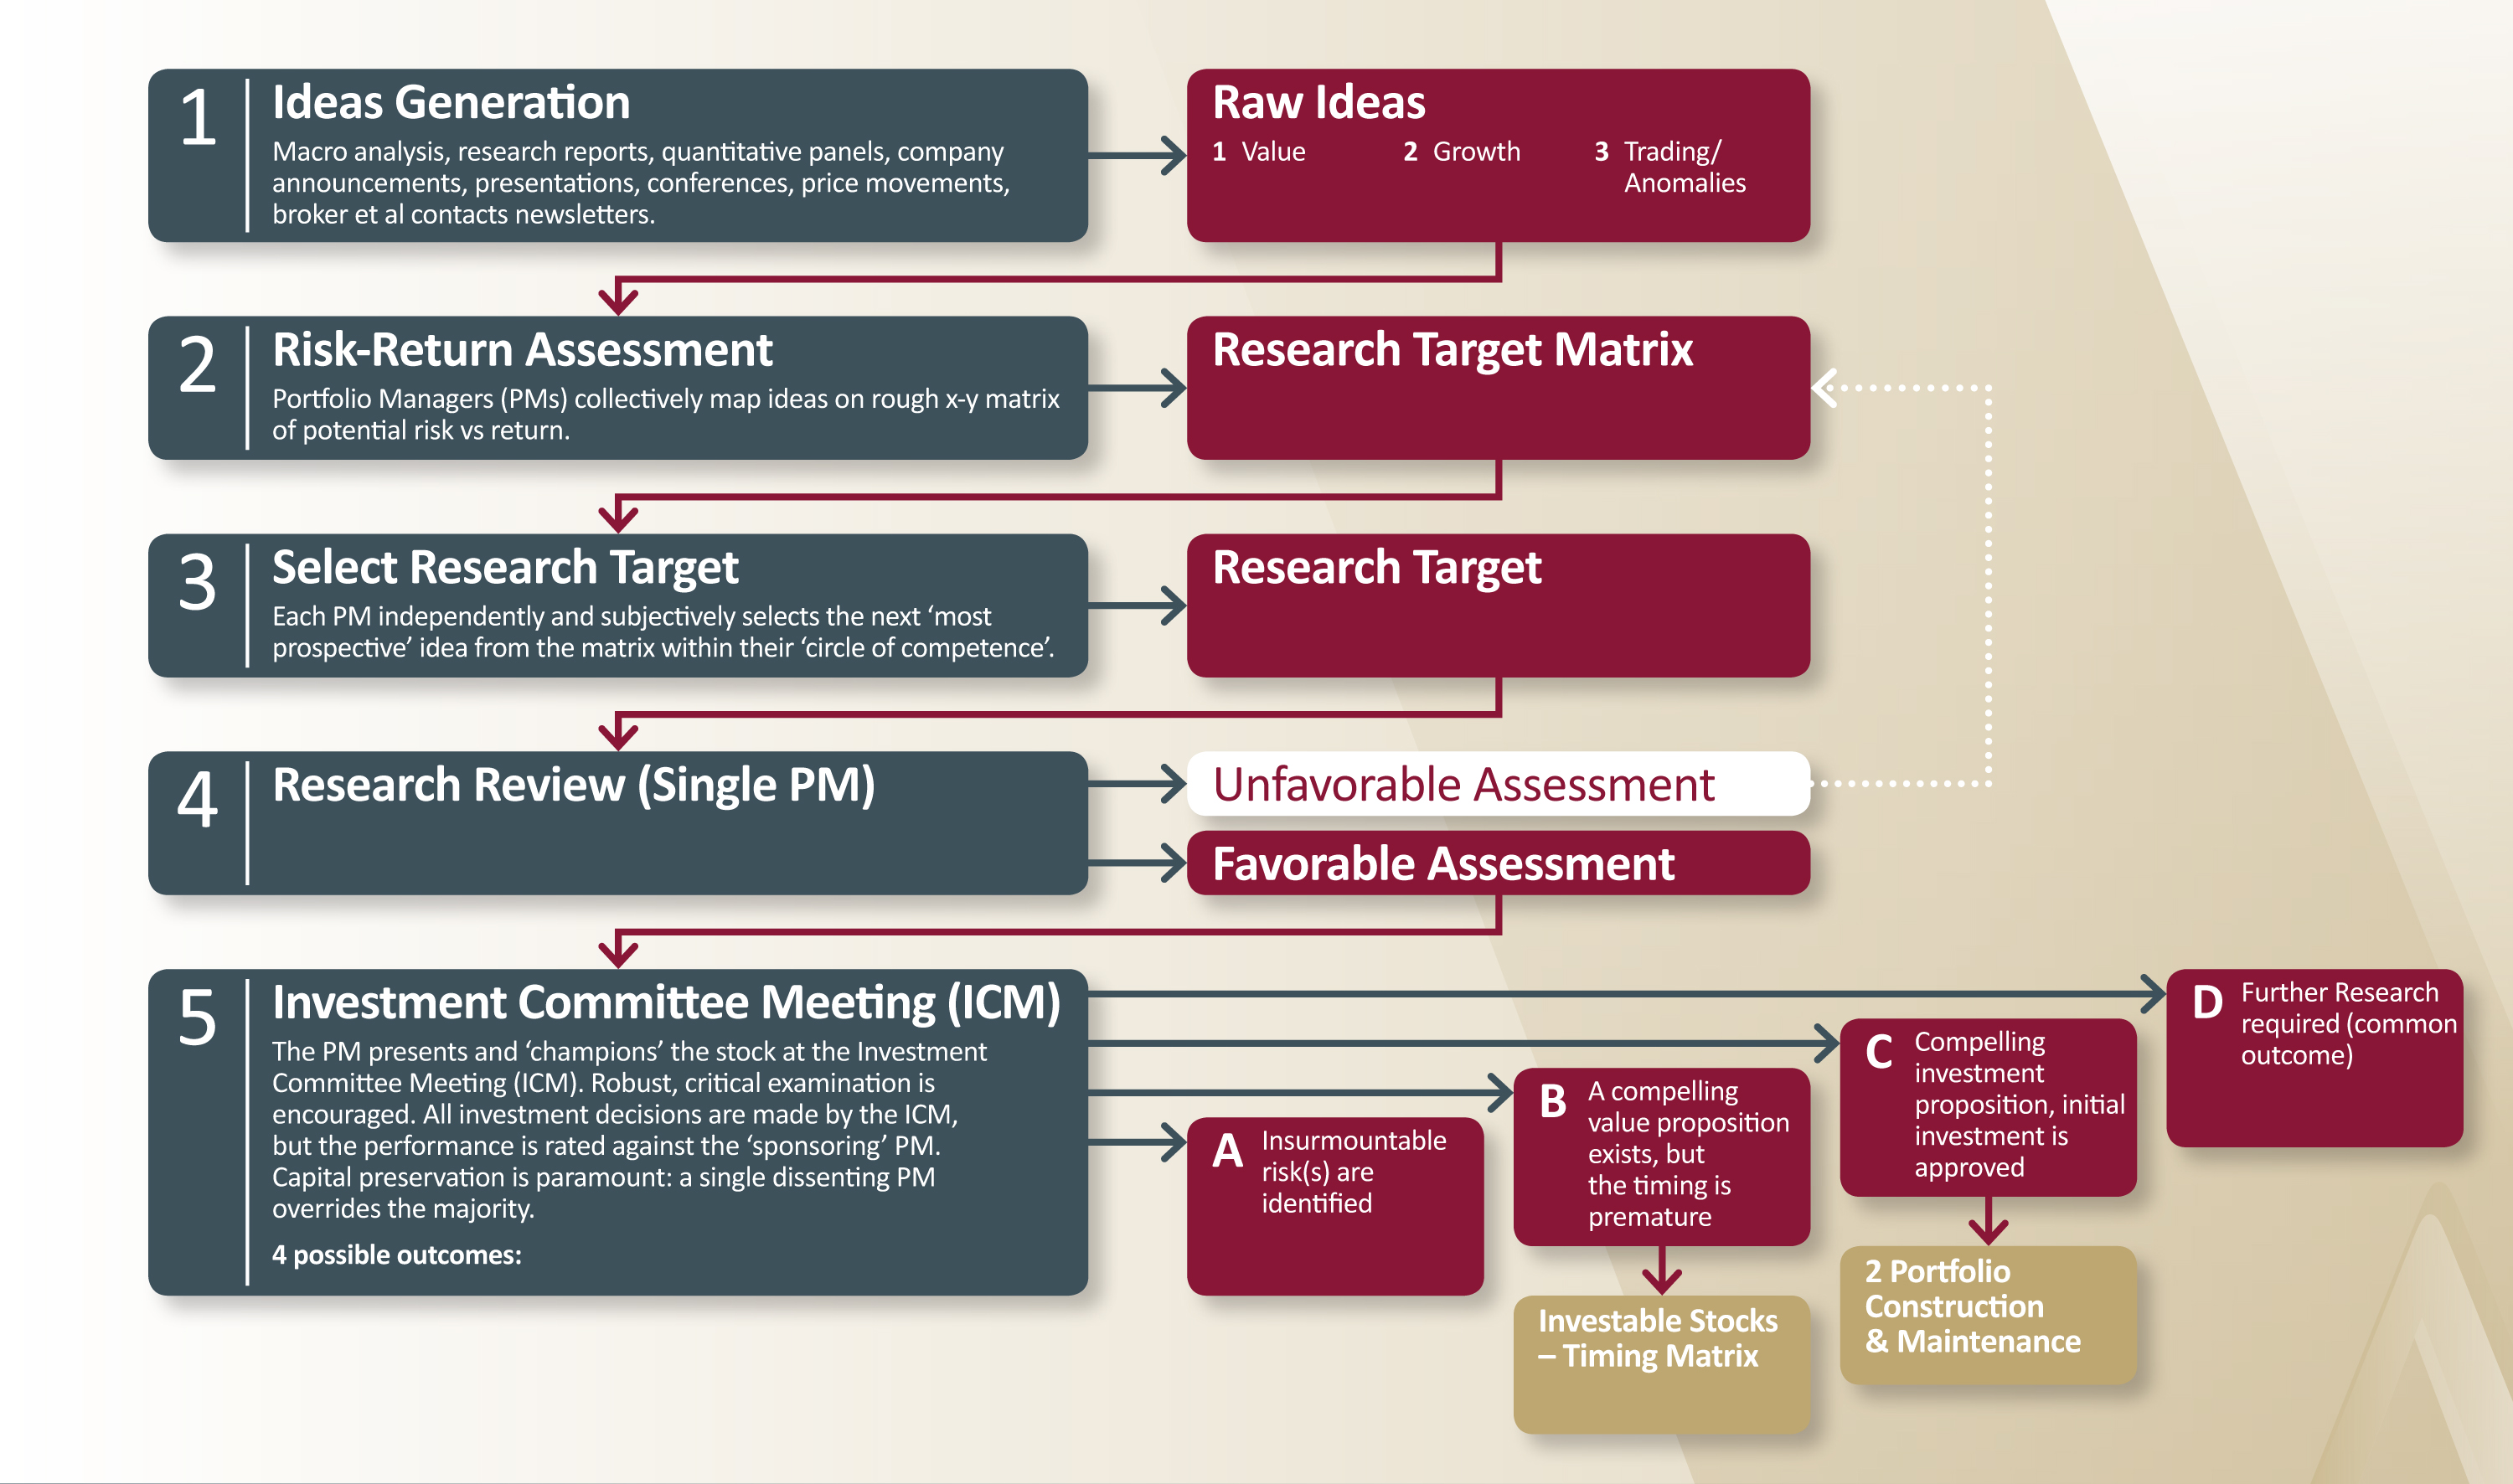 1
Ideas Generation
Macro analysis, research reports, quantitative panels, company
announcements, presentations, conferences, price movements,
broker et al contacts newsletters.
Raw Ideas
1 Value
2 Growth
3 Trading/
Anomalies
2
Risk-Return Assessment
Portfolio Managers (PMs) collectively map ideas on rough x-y matrix
of potential risk vs return.
Research Target Matrix
3
Select Research Target
Each PM independently and subjectively selects the next ‘most
prospective’ idea from the matrix within their ‘circle of competence’.
Research Target
4
Research Review (Single PM)
Unfavorable Assessment
Favorable Assessment
5
Investment Committee Meeting (ICM)
The PM presents and ‘champions’ the stock at the Investment
Committee Meeting (ICM). Robust, critical examination is
encouraged. All investment decisions are made by the ICM,
but the performance is rated against the ‘sponsoring’ PM.
Capital preservation is paramount: a single dissenting PM
overrides the majority.
4 possible outcomes:
A
Insurmountable
risk(s) are
identified
B
A compelling
value proposition
exists, but
the timing is
premature
Investable Stocks
– Timing Matrix
C
Compelling
investment
proposition, initial
investment is
approved
2 Portfolio
Construction
& Maintenance
D
Further Research
required (common
outcome)